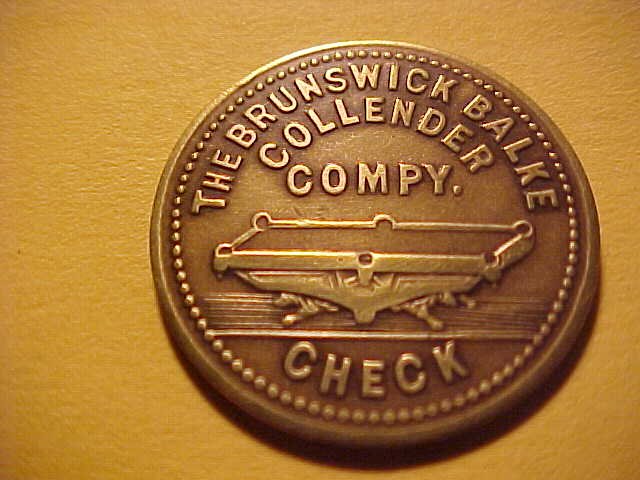 THE BRUNSWICK BALKE
COLLENDER
COMPY.
CHECK